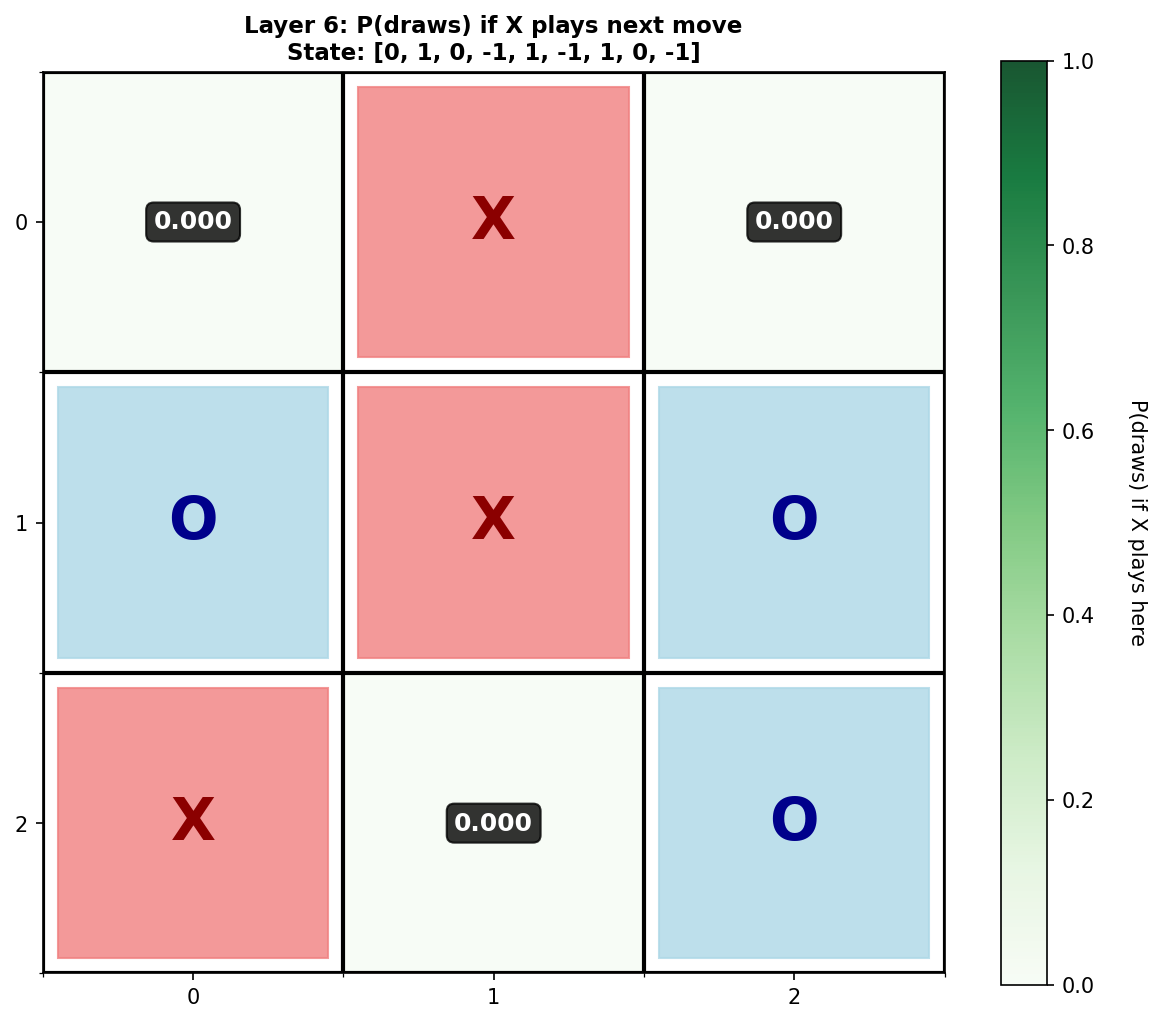 Layer 6: P(draws) if X plays next move
State: [0, 1, 0, -1, 1, -1, 1, 0, -1]
0
0.000
X
0.000
1
O
X
O
2
X
0.000
O
0
1
2
1.0
0.8
0.6
0.4
0.2
0.0
P(draws) if X plays here